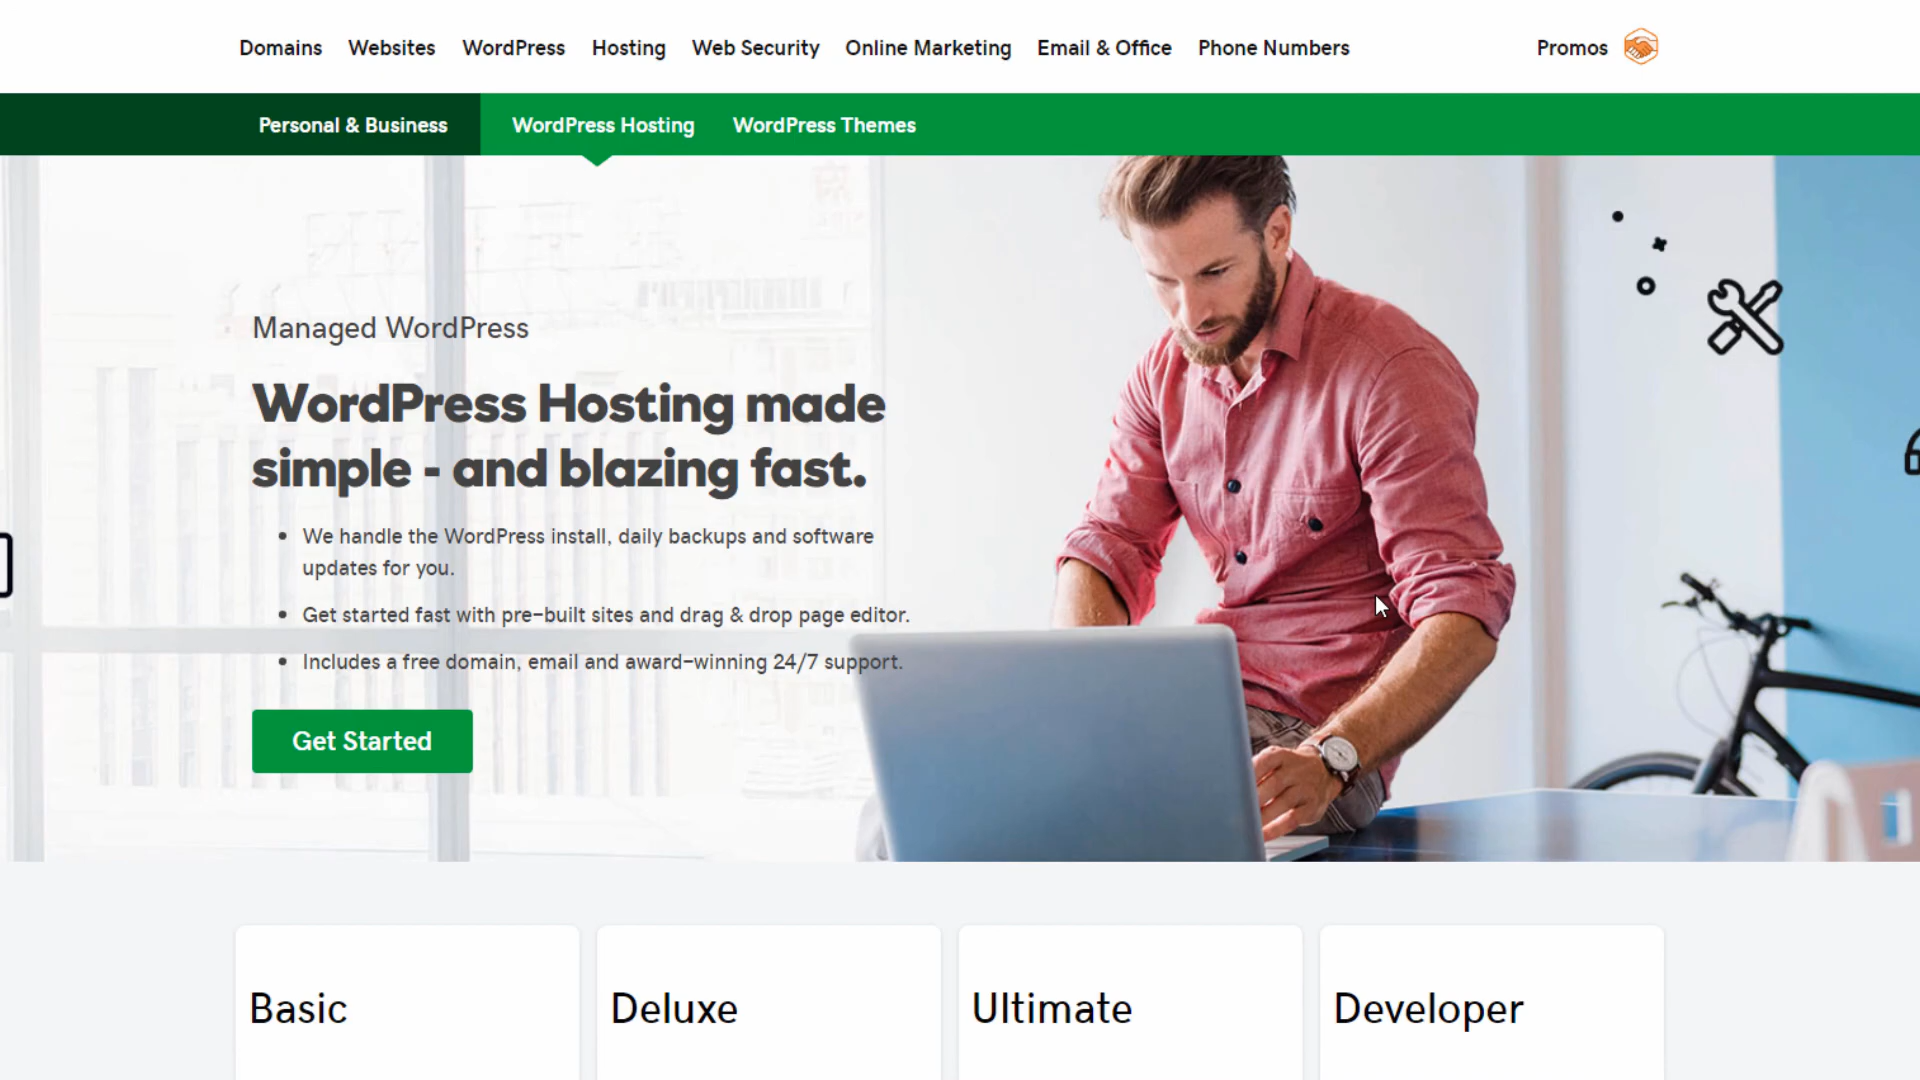 Domains Websites WordPress Hosting Web Security Online Marketing Email & Office Phone Numbers Promos
Personal & Business WordPress Hosting WordPress Themes
Managed WordPress
WordPress Hosting made
simple - and blazing fast.
• We handle the WordPress install, daily backups and software
updates for you.
• Get started fast with pre-built sites and drag & drop page editor.
• Includes a free domain, email and award-winning 24/7 support.
Get Started
Basic Deluxe Ultimate Developer